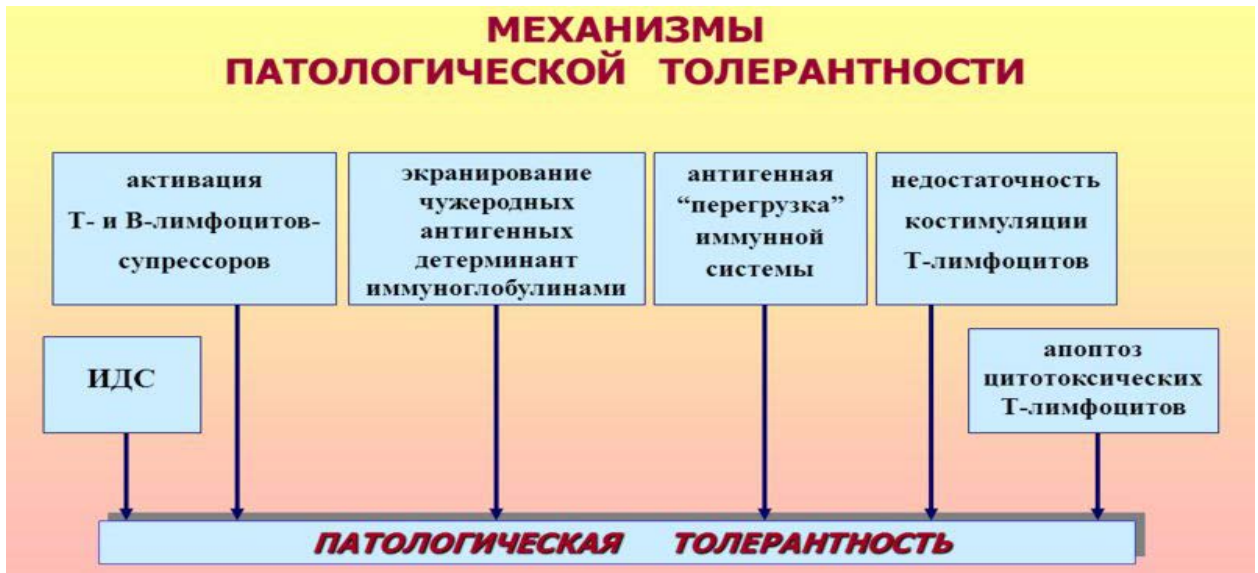 МЕХАНИЗМЫ
ПАТОЛОГИЧЕСКОЙ ТОЛЕРАНТНОСТИ
активация
Т- и В-лимфоцитов-
супрессоров
экранирование
чужеродных
антигенных
детерминант
иммуноглобулинами
антигенная
“перегрузка”
иммунной
системы
недостаточность
костимуляции
Т-лимфоцитов
ИДС
апоптоз
цитотоксических
Т-лимфоцитов
ПАТОЛОГИЧЕСКАЯ ТОЛЕРАНТНОСТЬ